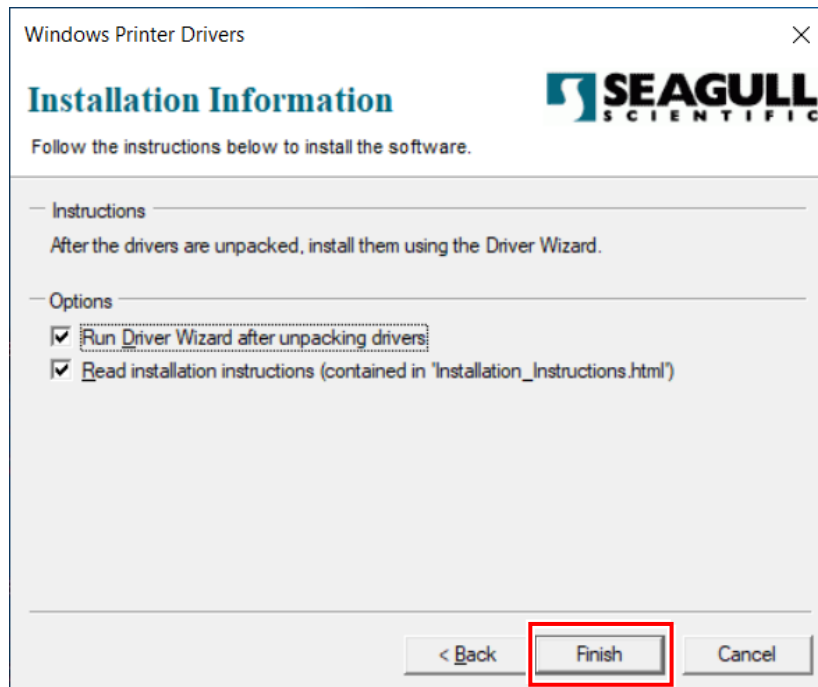 Windows Printer Drivers
Installation Information
SEAGULL
SCIENTIFIC
Follow the instructions below to install the software.
Instructions
After the drivers are unpacked, install them using the Driver Wizard.
Options
Run Driver Wizard after unpacking drivers
Read installation instructions (contained in 'Installation_Instructions.html')
< Back
Finish
Cancel